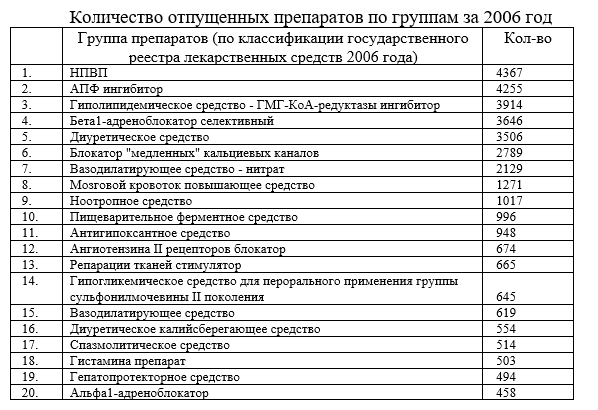 Количество отпущенных препаратов по группам за 2006 год
Группа препаратов (по классификации государственного реестра лекарственных средств 2006 года) Кол-во
1. НПВП 4367
2. АПФ ингибитор 4255
3. Гиполипидемическое средство - ГМГ-КоА-редуктазы ингибитор 3914
4. Бета1-адреноблокатор селективный 3646
5. Диуретическое средство 3506
6. Блокатор "медленных" кальциевых каналов 2789
7. Вазодилатирующее средство - нитрат 2129
8. Мозговой кровоток повышающее средство 1271
9. Ноотропное средство 1017
10. Пищеварительное ферментное средство 996
11. Антигипоксантное средство 948
12. Ангиотензина II рецепторов блокатор 674
13. Репарации тканей стимулятор 665
14. Гипогликемическое средство для перорального применения группы
сульфонилмочевины II поколения 645
15. Вазодилатирующее средство 619
16. Диуретическое калийсберегающее средство 554
17. Спазмолитическое средство 514
18. Гистамина препарат 503
19. Гепатопротекторное средство 494
20. Альфа1-адреноблокатор 458